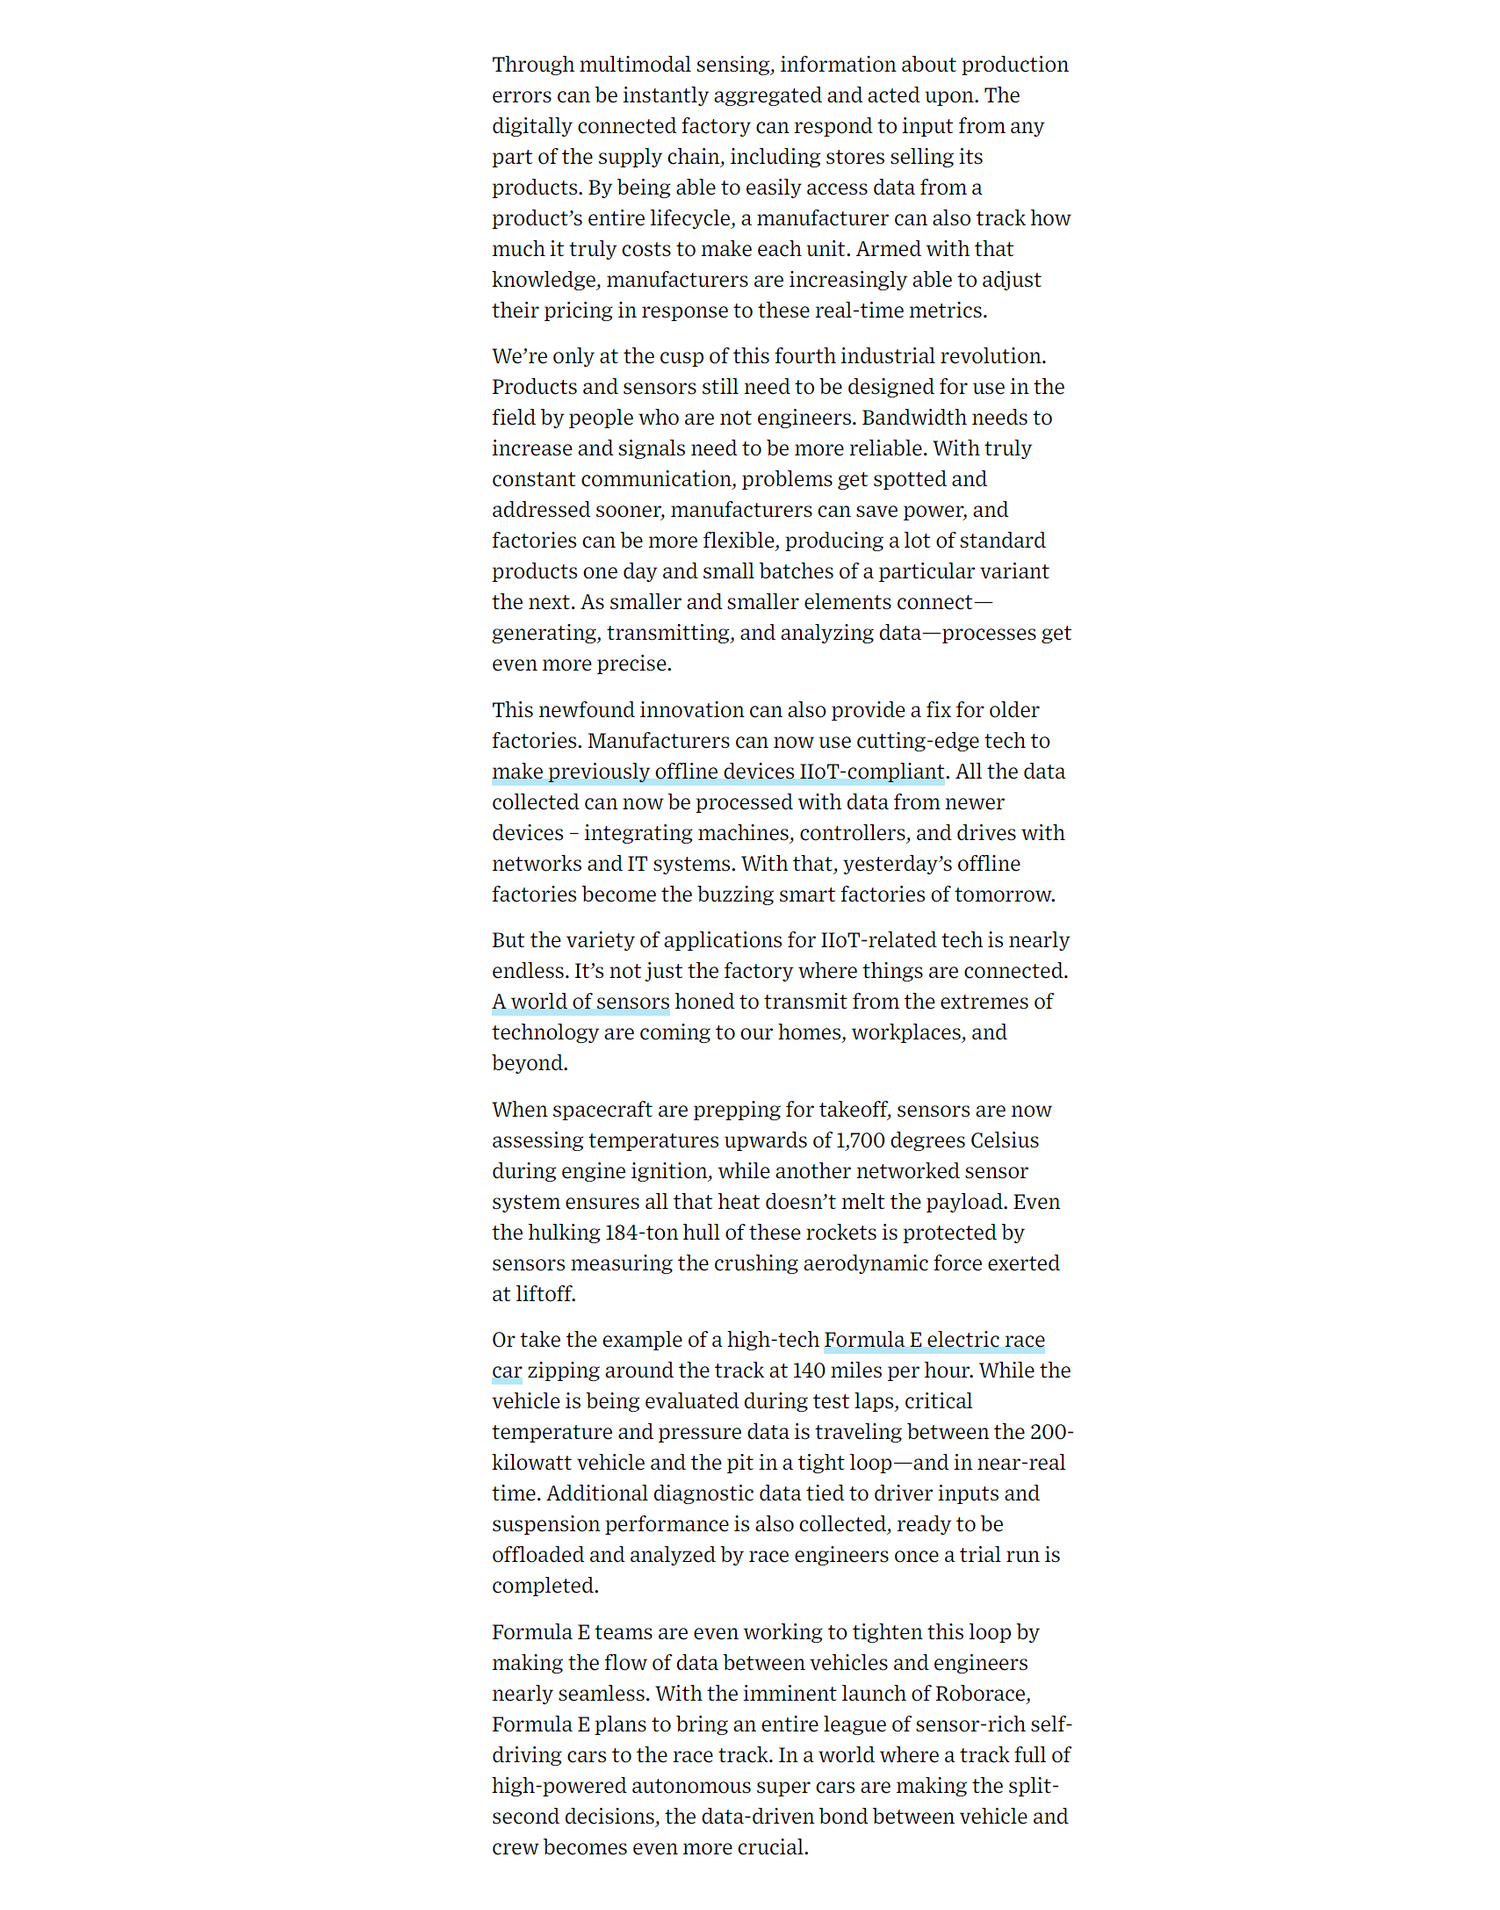 Through multimodal sensing, information about production
errors can be instantly aggregated and acted upon. The
digitally connected factory can respond to input from any
part of the supply chain, including stores selling its
products. By being able to easily access data from a
product’s entire lifecycle, a manufacturer can also track how
much it truly costs to make each unit. Armed with that
knowledge, manufacturers are increasingly able to adjust
their pricing in response to these real-time metrics.
We’re only at the cusp of this fourth industrial revolution.
Products and sensors still need to be designed for use in the
field by people who are not engineers. Bandwidth needs to
increase and signals need to be more reliable. With truly
constant communication, problems get spotted and
addressed sooner, manufacturers can save power, and
factories can be more flexible, producing a lot of standard
products one day and small batches of a particular variant
the next. As smaller and smaller elements connect—
generating, transmitting, and analyzing data—processes get
even more precise.
This newfound innovation can also provide a fix for older
factories. Manufacturers can now use cutting-edge tech to
make previously offline devices IIoT-compliant. All the data
collected can now be processed with data from newer
devices – integrating machines, controllers, and drives with
networks and IT systems. With that, yesterday’s offline
factories become the buzzing smart factories of tomorrow.
But the variety of applications for IIoT-related tech is nearly
endless. It’s not just the factory where things are connected.
A world of sensors honed to transmit from the extremes of
technology are coming to our homes, workplaces, and
beyond.
When spacecraft are prepping for takeoff, sensors are now
assessing temperatures upwards of 1,700 degrees Celsius
during engine ignition, while another networked sensor
system ensures all that heat doesn’t melt the payload. Even
the hulking 184-ton hull of these rockets is protected by
sensors measuring the crushing aerodynamic force exerted
at liftoff.
Or take the example of a high-tech Formula E electric race
car zipping around the track at 140 miles per hour. While the
vehicle is being evaluated during test laps, critical
temperature and pressure data is traveling between the 200-
kilowatt vehicle and the pit in a tight loop—and in near-real
time. Additional diagnostic data tied to driver inputs and
suspension performance is also collected, ready to be
offloaded and analyzed by race engineers once a trial run is
completed.
Formula E teams are even working to tighten this loop by
making the flow of data between vehicles and engineers
nearly seamless. With the imminent launch of Roborace,
Formula E plans to bring an entire league of sensor-rich self-
driving cars to the race track. In a world where a track full of
high-powered autonomous super cars are making the split-
second decisions, the data-driven bond between vehicle and
crew becomes even more crucial.